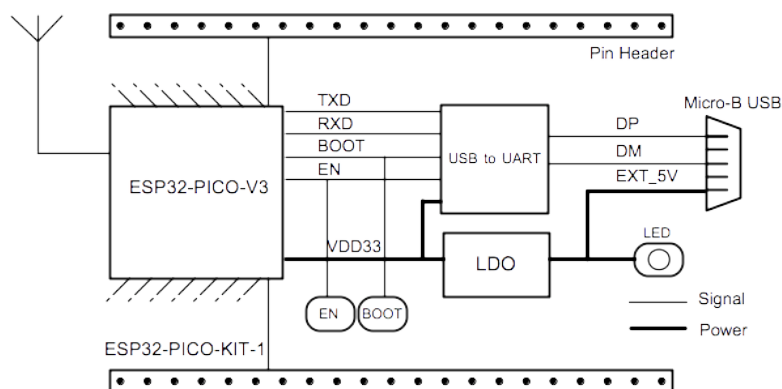 Pin Header
Micro-B USB
TXD
RXD
BOOT
EN
ESP32-PICO-V3
USB to UART
DP
DM
EXT_5V
VDD33
LDO
LED
EN
BOOT
Signal
Power
ESP32-PICO-KIT-1